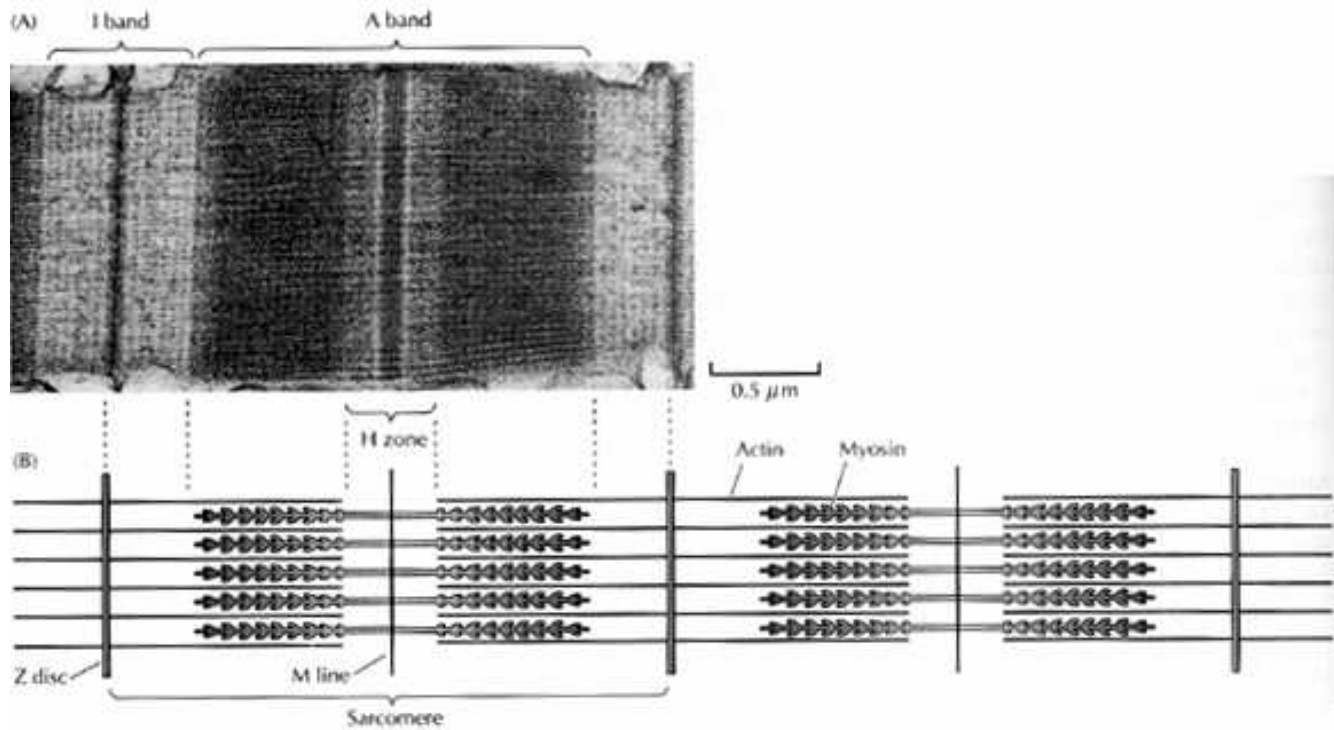 (A)
I band
A band
0.5 μm
H zone
(B)
Actin
Myosin
Z disc
M line
Sarcomere